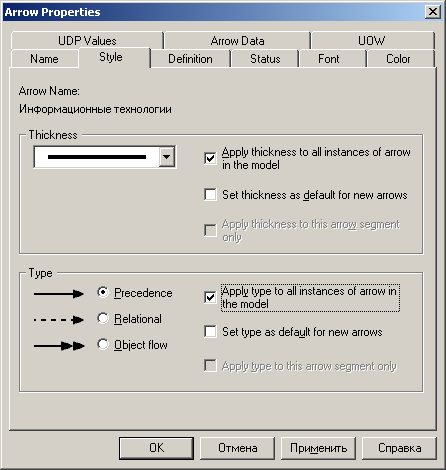 Arrow Properties
UDP Values Arrow Data UOW
Name Style Definition Status Font Color
Arrow Name:
Информационные технологии
Thickness
Apply thickness to all instances of arrow
in the model
Set thickness as default for new arrows
Apply thickness to this arrow segment
only
Type
Precedence
Relational
Object flow
Apply type to all instances of arrow in
the model
Set type as default for new arrows
Apply type to this arrow segment only
OK Отмена Применить Справка